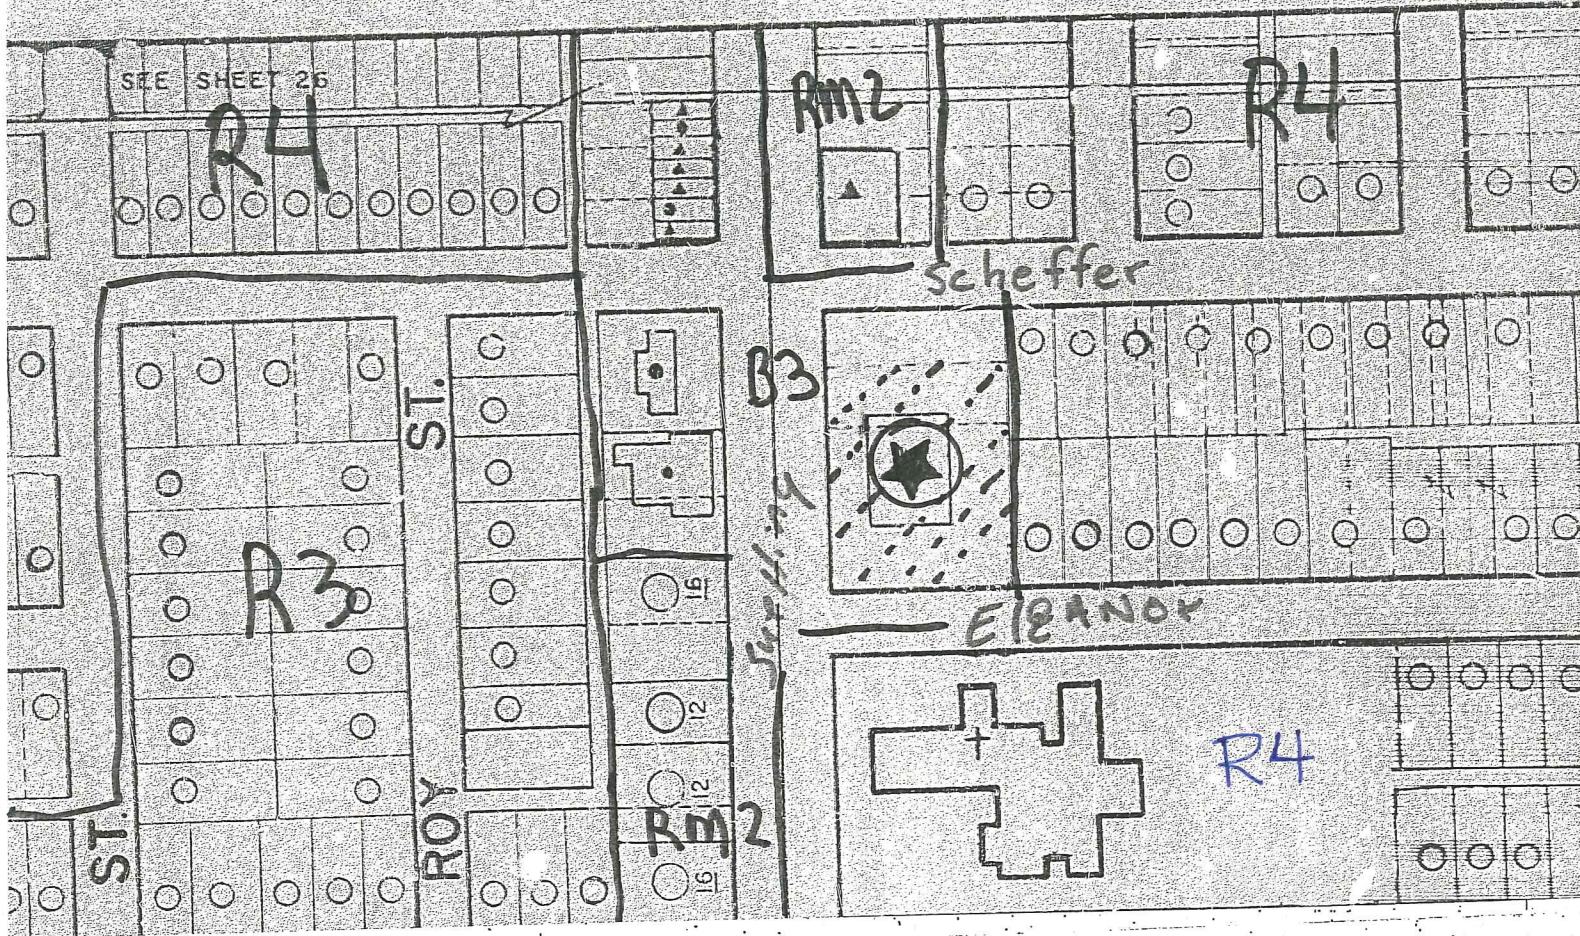 SEE SHEET 26
R4
Rm2
R4
Scheffer
B3
ST.
R3
16
Eleanor
12
R4
12
Rm2
ROY
ST.
16